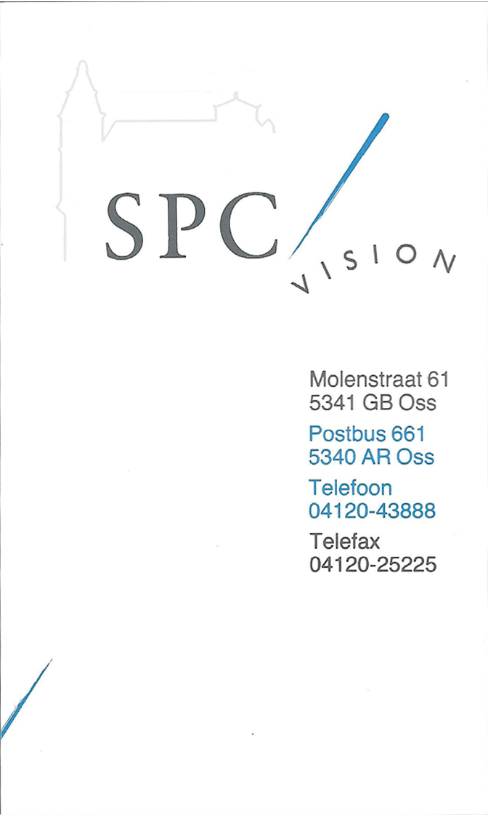 SPC
VISION
Molenstraat 61
5341 GB Oss
Postbus 661
5340 AR Oss
Telefoon
04120-43888
Telefax
04120-25225